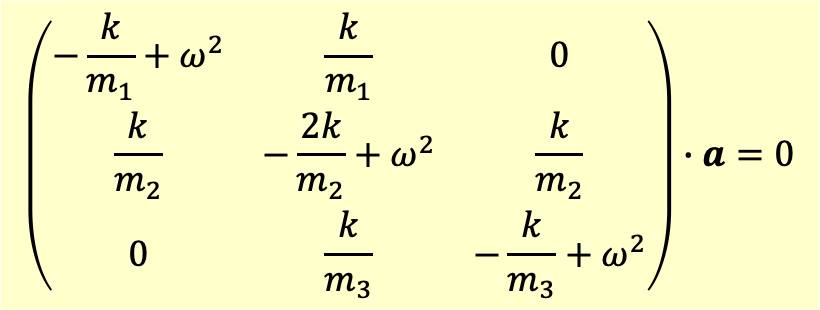 −k/m₁ + ω² k/m₁ 0
k/m₂ −2k/m₂ + ω² k/m₂ · a = 0
0 k/m₃ −k/m₃ + ω²